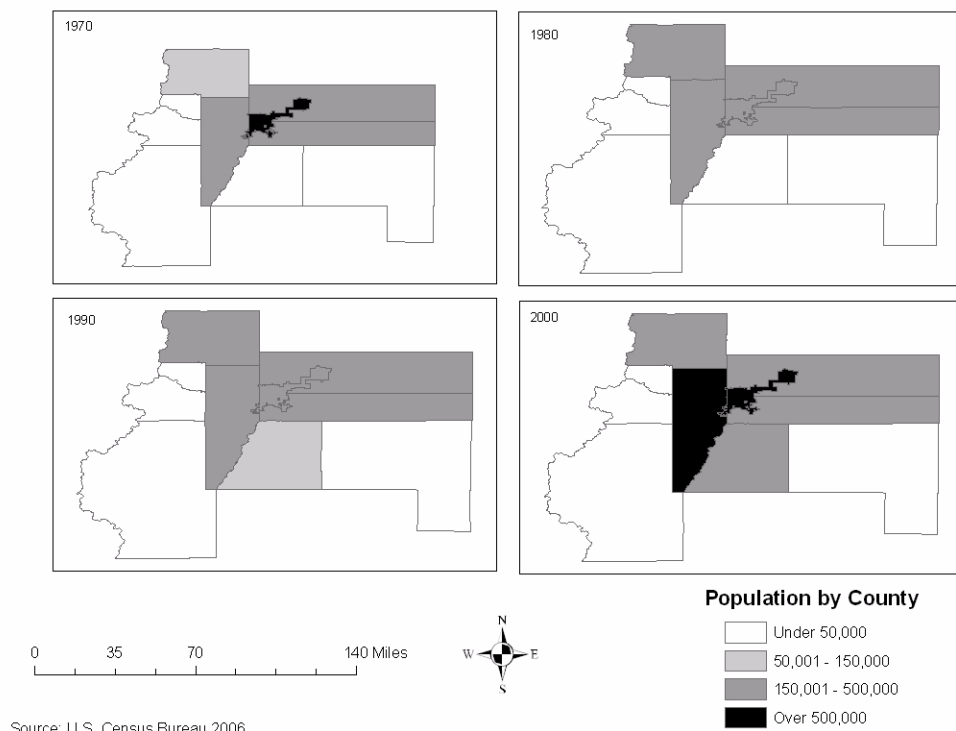 1970
1980
1990
2000
Population by County
Under 50,000
50,001 - 150,000
150,001 - 500,000
Over 500,000
N
W E
S
0 35 70 140 Miles
Source: U.S. Census Bureau 2006